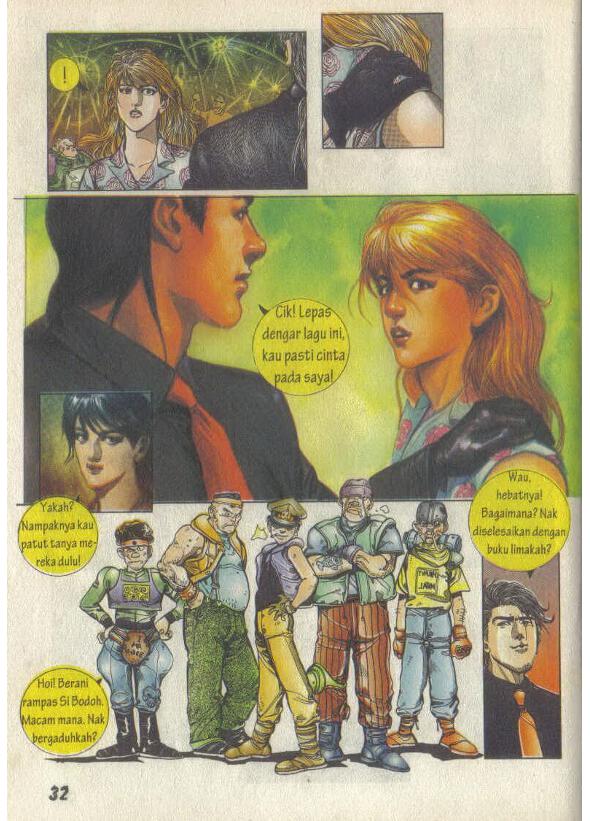 !
Cik! Lepas
dengar lagu ini,
kau pasti cinta
pada saya!
Yakah?
Nampaknya kau
patut tanya me-
reka dulu!
Wau,
hebatnya!
Bagaimana? Nak
diselesaikan dengan
buku limakah?
Hoi! Berani
rampas Si Bodoh.
Macam mana. Nak
bergaduhkah?
32